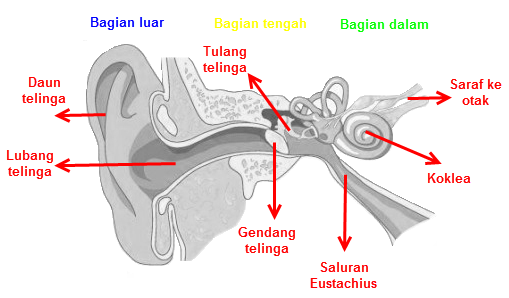 Bagian luar
Bagian tengah
Bagian dalam
Tulang
telinga
Daun
telinga
Saraf ke
otak
Lubang
telinga
Koklea
Gendang
telinga
Saluran
Eustachius